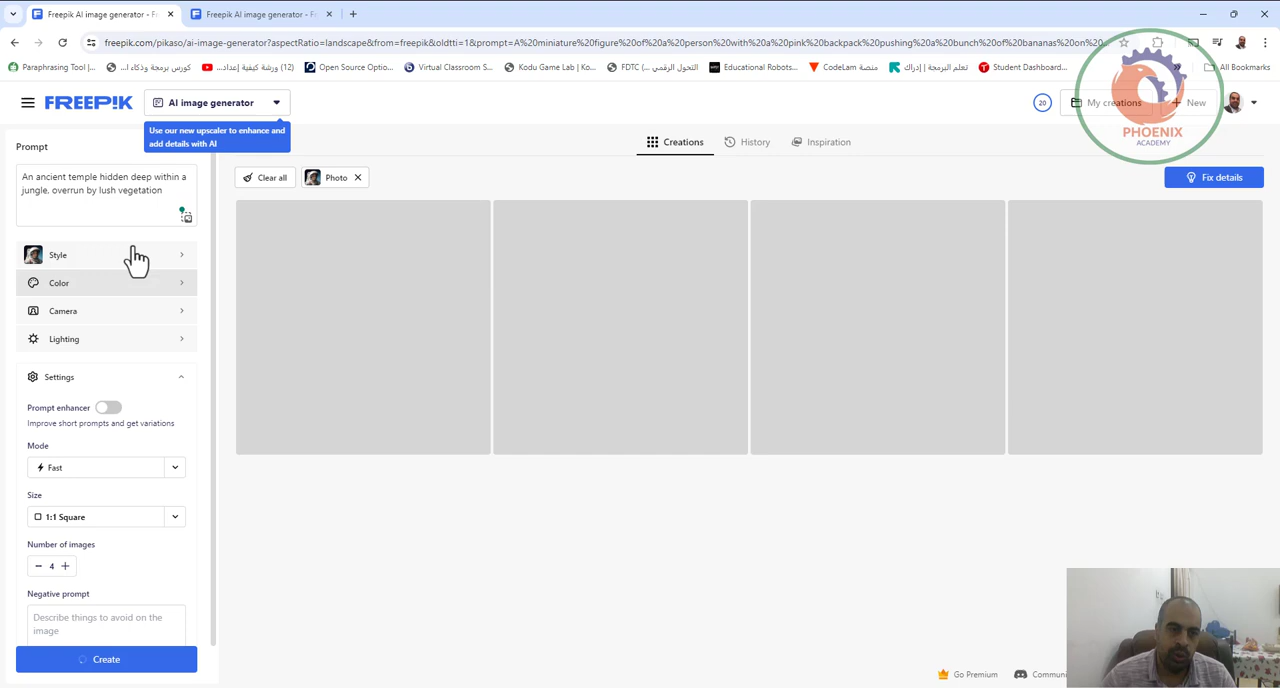 Freepik AI image generator - Fr
Freepik AI image generator - Fr
freepik.com/pikaso/ai-image-generator?aspectRatio=landscape&from=freepik&oldth=1&prompt=A%20miniature%20figure%20of%20a%20person%20with%20a%20pink%20backpack%20pushing%20a%20bunch%20of%20bananas%20on%20...
Paraphrasing Tool |...
كورس برمجة وذكاء ا...
(12) ورشة كيفية إعداد...
Open Source Optio...
Virtual Com S...
Kodu Game Lab | Ko...
FDTC | التحول الرقمي...
Educational Robots...
CodeLam منصة
تعلم البرمجة | إدراك
Student Dashboard...
All Bookmarks
FREEPIK
AI image generator
20
My creations
New
PHOENIX
ACADEMY
Use our new upscaler to enhance and
add details with AI
Prompt
Creations
History
Inspiration
An ancient temple hidden deep within a
jungle, overrun by lush vegetation
Clear all
Photo
Fix details
Style
Color
Camera
Lighting
Settings
Prompt enhancer
Improve short prompts and get variations
Mode
Fast
Size
1:1 Square
Number of images
4
Negative prompt
Describe things to avoid on the
image
Create
Go Premium
Communi